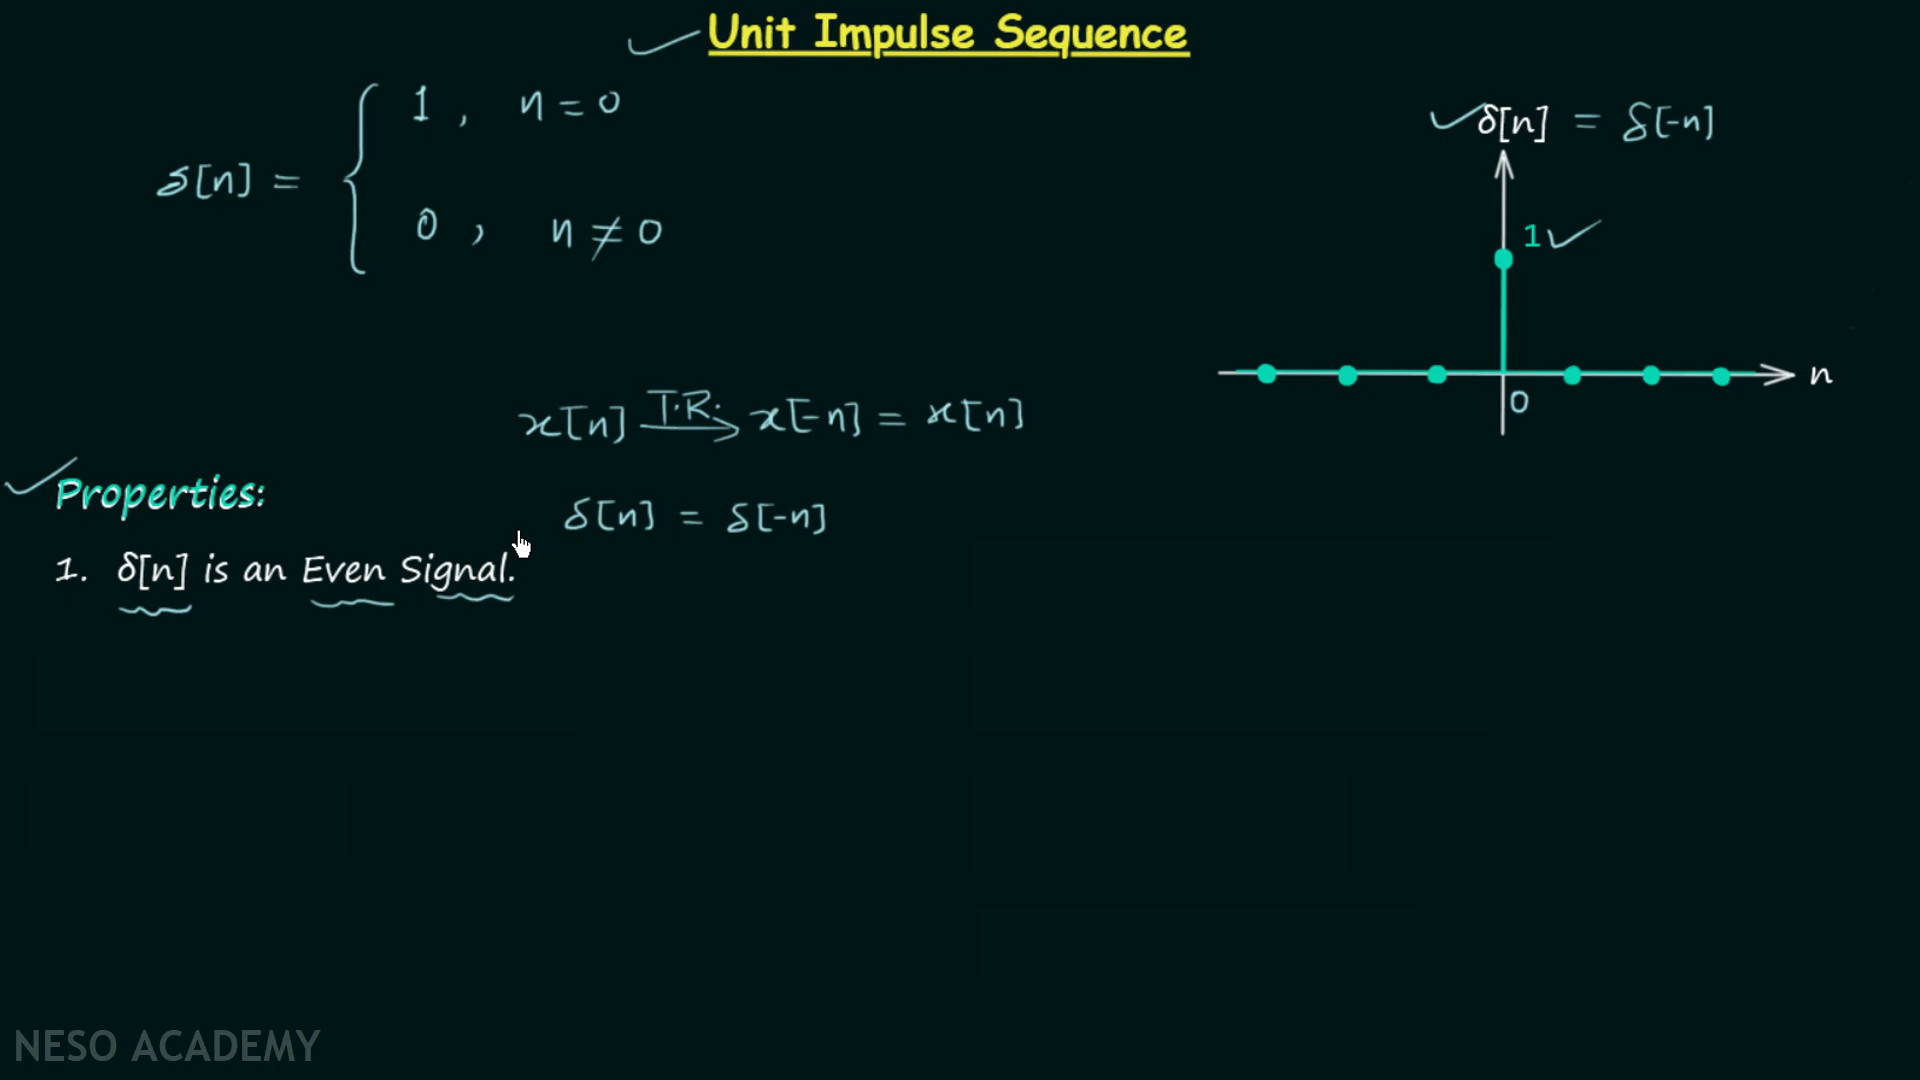 Unit Impulse Sequence
δ[n] = { 1 , n = 0
0 , n ≠ 0
δ[n] = δ[-n]
1
n
0
x[n] T.R. → x[-n] = x[n]
Properties:
δ[n] = δ[-n]
1. δ[n] is an Even Signal.
NESO ACADEMY